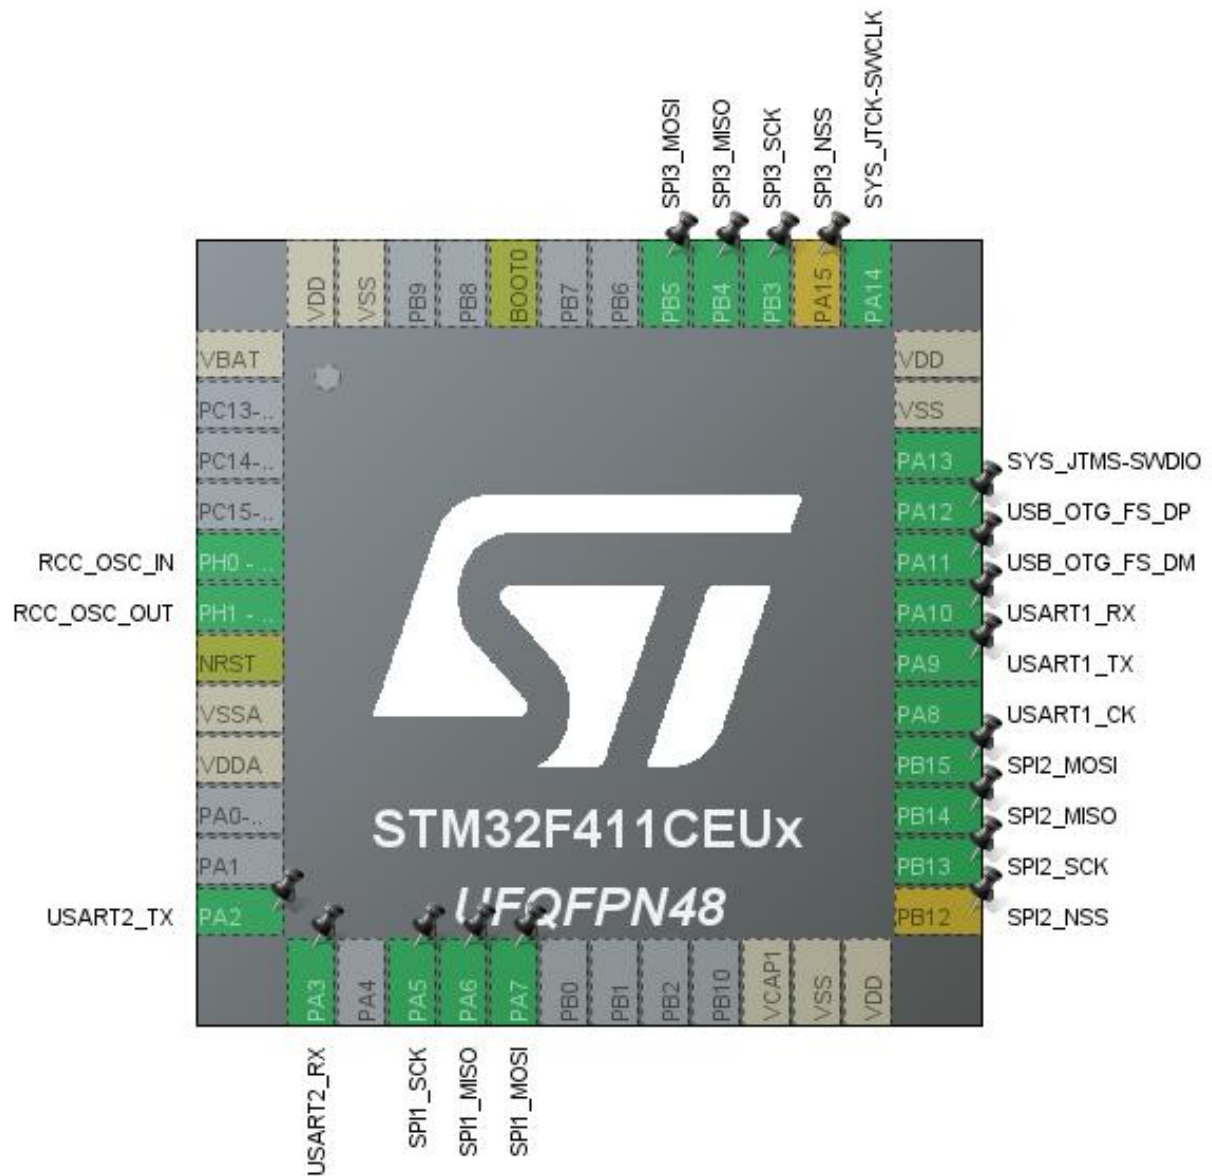 SPI3_MOSI
SPI3_MISO
SPI3_SCK
SPI3_NSS
SYS_JTCK-SWCLK
VDD
VSS
PB9
PB8
BOOT0
PB7
PB6
PB5
PB4
PB3
PA15
PA14
VBAT
PC13-..
PC14-..
PC15-..
RCC_OSC_IN
PH0 - ..
RCC_OSC_OUT
PH1 - ..
NRST
VSSA
VDDA
PA0-..
PA1
USART2_TX
PA2
VDD
VSS
PA13
SYS_JTMS-SWDIO
PA12
USB_OTG_FS_DP
PA11
USB_OTG_FS_DM
PA10
USART1_RX
PA9
USART1_TX
PA8
USART1_CK
PB15
SPI2_MOSI
PB14
SPI2_MISO
PB13
SPI2_SCK
PB12
SPI2_NSS
ST
STM32F411CEUx
UFQFPN48
PA3
PA4
PA5
PA6
PA7
PB0
PB1
PB2
PB10
VCAP1
VSS
VDD
USART2_RX
SPI1_SCK
SPI1_MISO
SPI1_MOSI